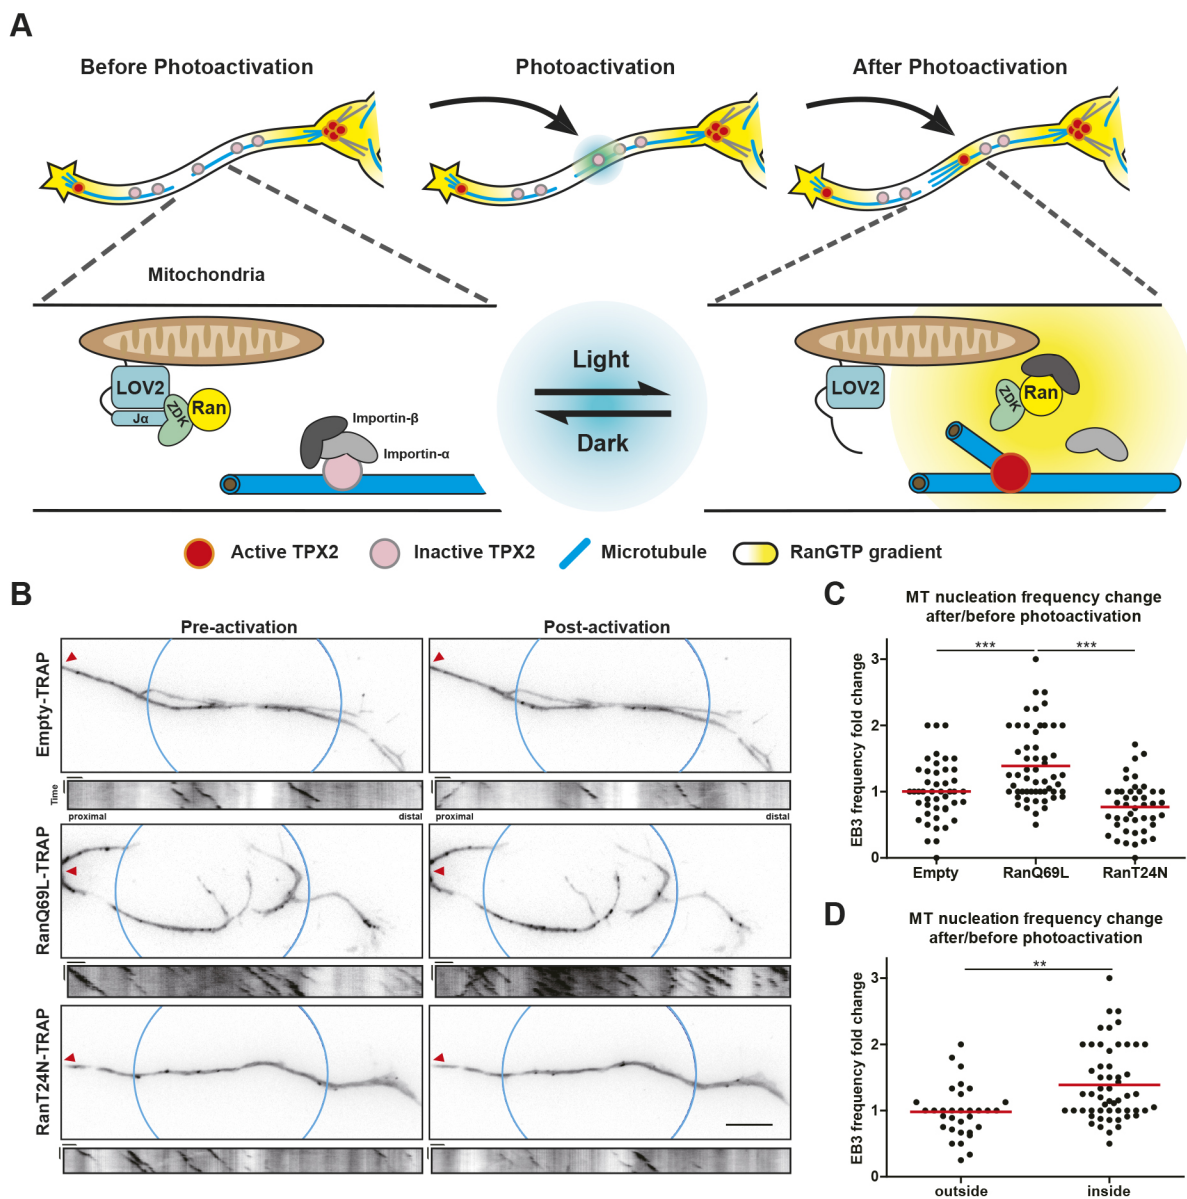 A
Before Photoactivation
Photoactivation
After Photoactivation
Mitochondria
LOV2
Jα
ZDK
Ran
Importin-β
Importin-α
Light
Dark
LOV2
ZDK
Ran
Active TPX2
Inactive TPX2
Microtubule
RanGTP gradient
B
Pre-activation
Post-activation
Empty-TRAP
Time
proximal
distal
proximal
distal
RanQ69L-TRAP
RanT24N-TRAP
C
MT nucleation frequency change
after/before photoactivation
EB3 frequency fold change
3
2
1
0
***
***
Empty
RanQ69L
RanT24N
D
MT nucleation frequency change
after/before photoactivation
EB3 frequency fold change
3
2
1
0
**
outside
inside